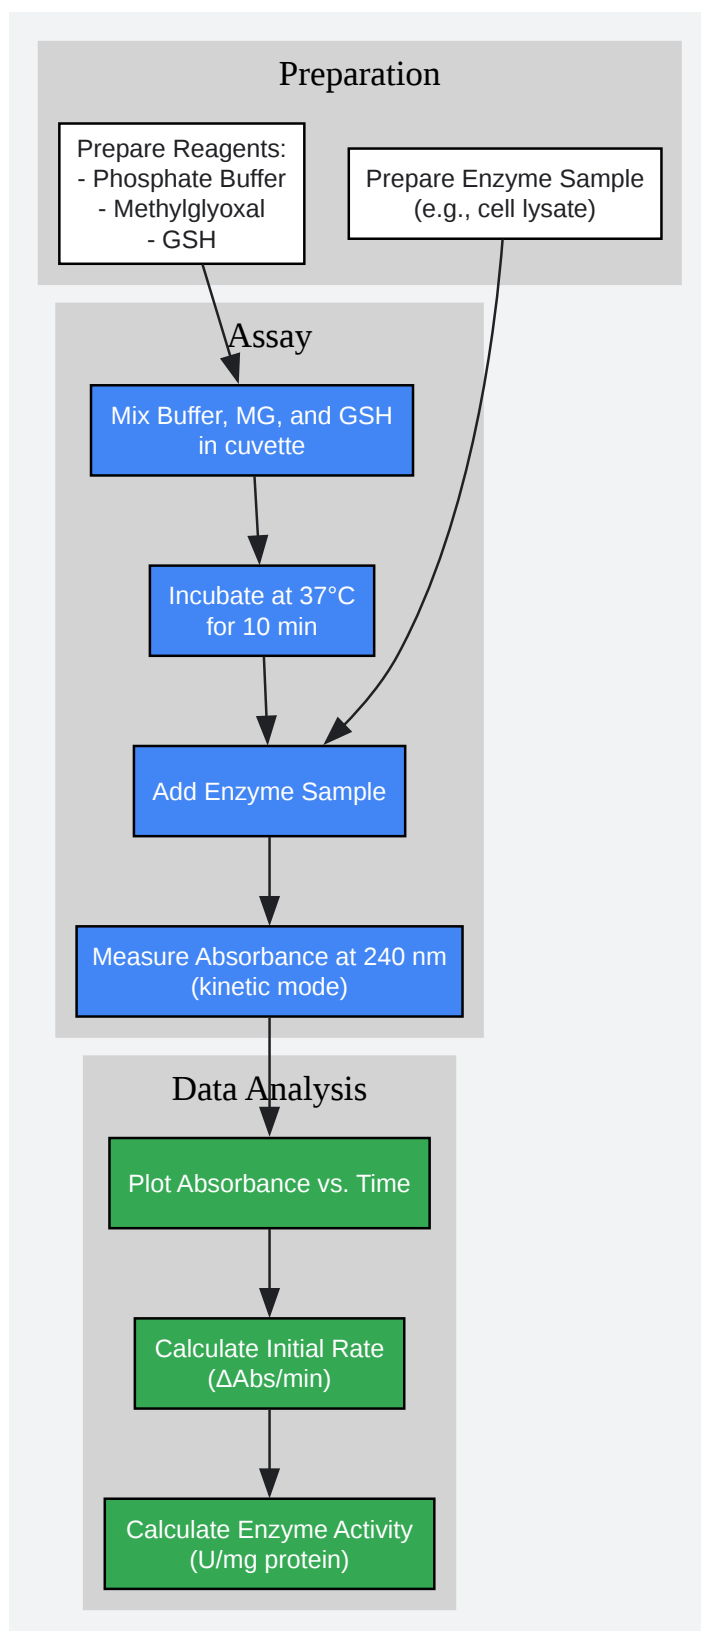 Preparation
Prepare Reagents:
- Phosphate Buffer
- Methylglyoxal
- GSH
Prepare Enzyme Sample
(e.g., cell lysate)
Assay
Mix Buffer, MG, and GSH
in cuvette
Incubate at 37°C
for 10 min
Add Enzyme Sample
Measure Absorbance at 240 nm
(kinetic mode)
Data Analysis
Plot Absorbance vs. Time
Calculate Initial Rate
(ΔAbs/min)
Calculate Enzyme Activity
(U/mg protein)